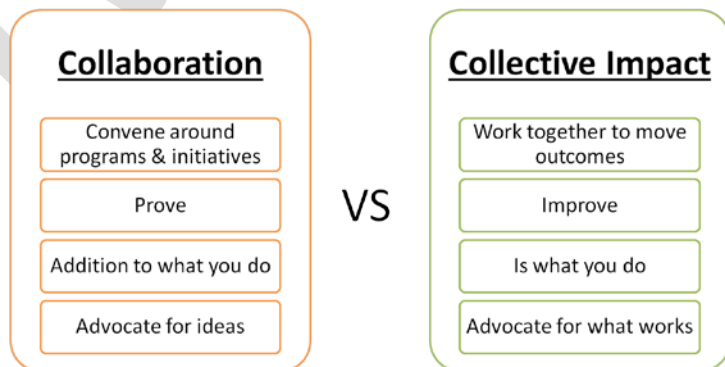 Collaboration
Convene around
programs & initiatives
Prove
Addition to what you do
Advocate for ideas
VS
Collective Impact
Work together to move
outcomes
Improve
Is what you do
Advocate for what works